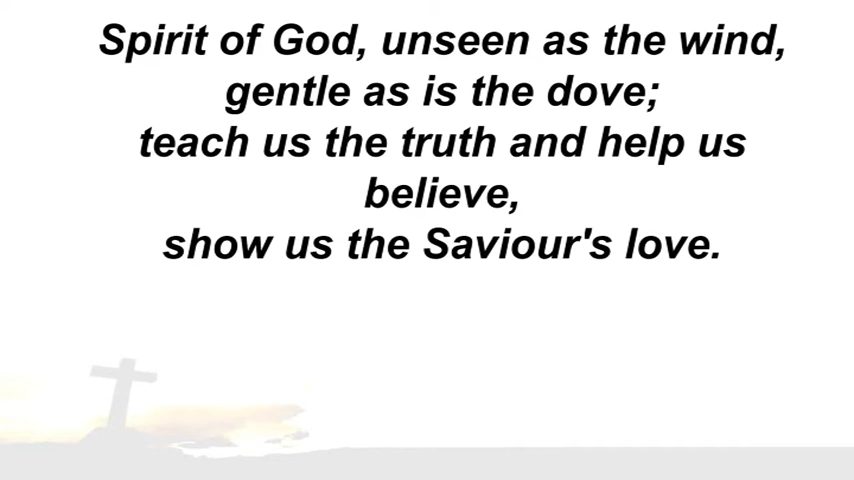 Spirit of God, unseen as the wind,
gentle as is the dove;
teach us the truth and help us
believe,
show us the Saviour's love.